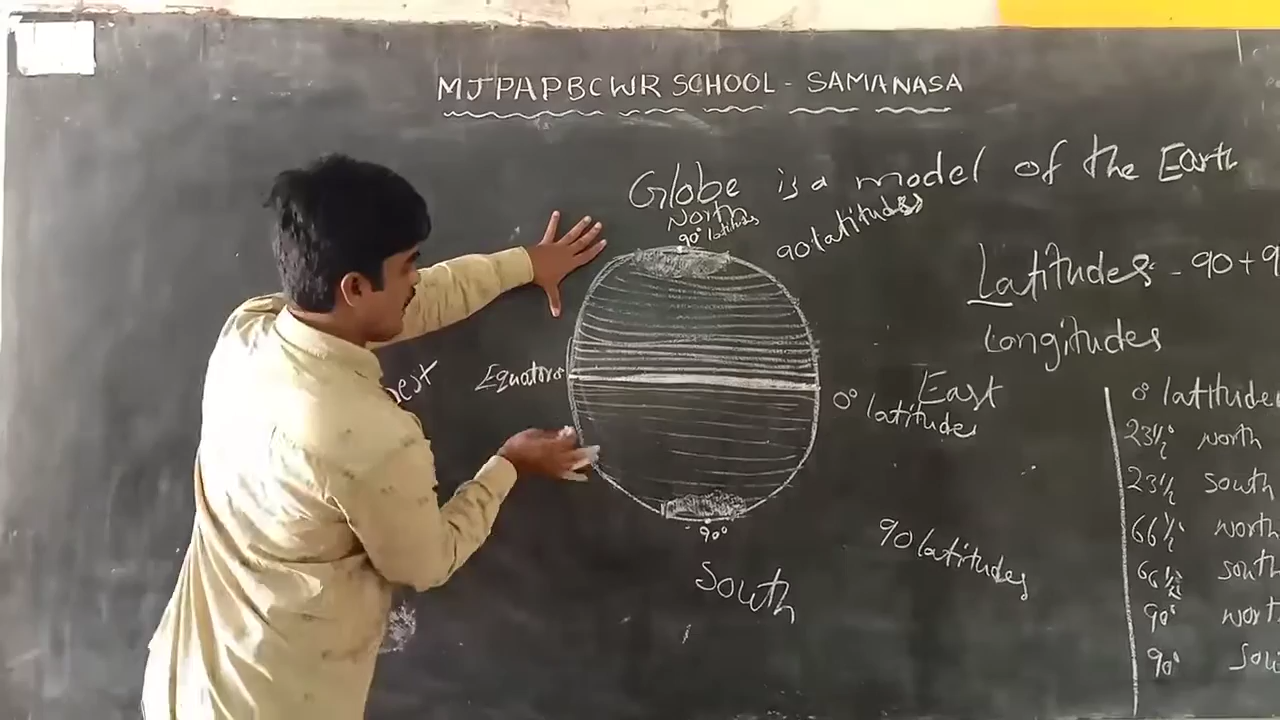 MJPAPBCWR SCHOOL - SAMANASA
Globe is a model of the Earth
North
90° latitudes
90 latitudes
Latitudes - 90 + 9
Longitudes
Equator
0° latitudes
East
0° latitude
23½° North
23½ South
66½° North
66½ South
90 latitudes
90°
South
90°
90°